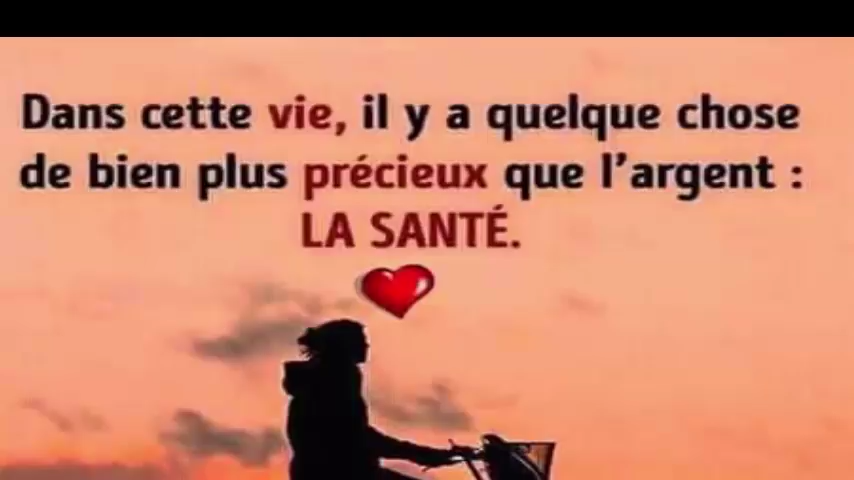 Dans cette vie, il y a quelque chose
de bien plus précieux que l'argent :
LA SANTÉ.